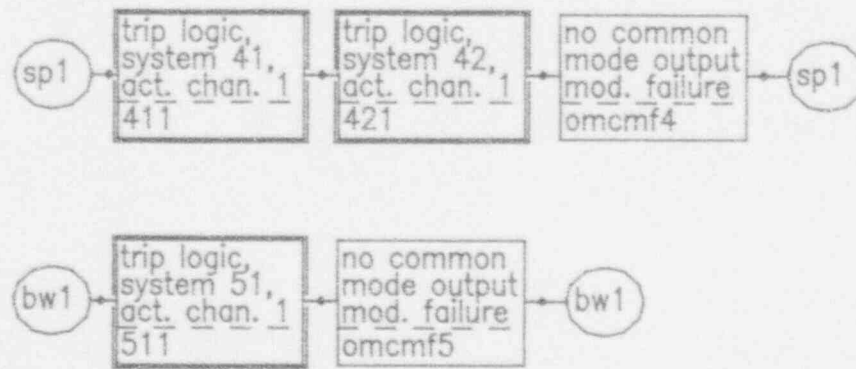 sp1
trip logic,
system 41,
act. chan. 1
411
trip logic,
system 42,
act. chan. 1
421
no common
mode output
mod. failure
omcmf4
sp1
bw1
trip logic,
system 51,
act. chan. 1
511
no common
mode output
mod. failure
omcmf5
bw1